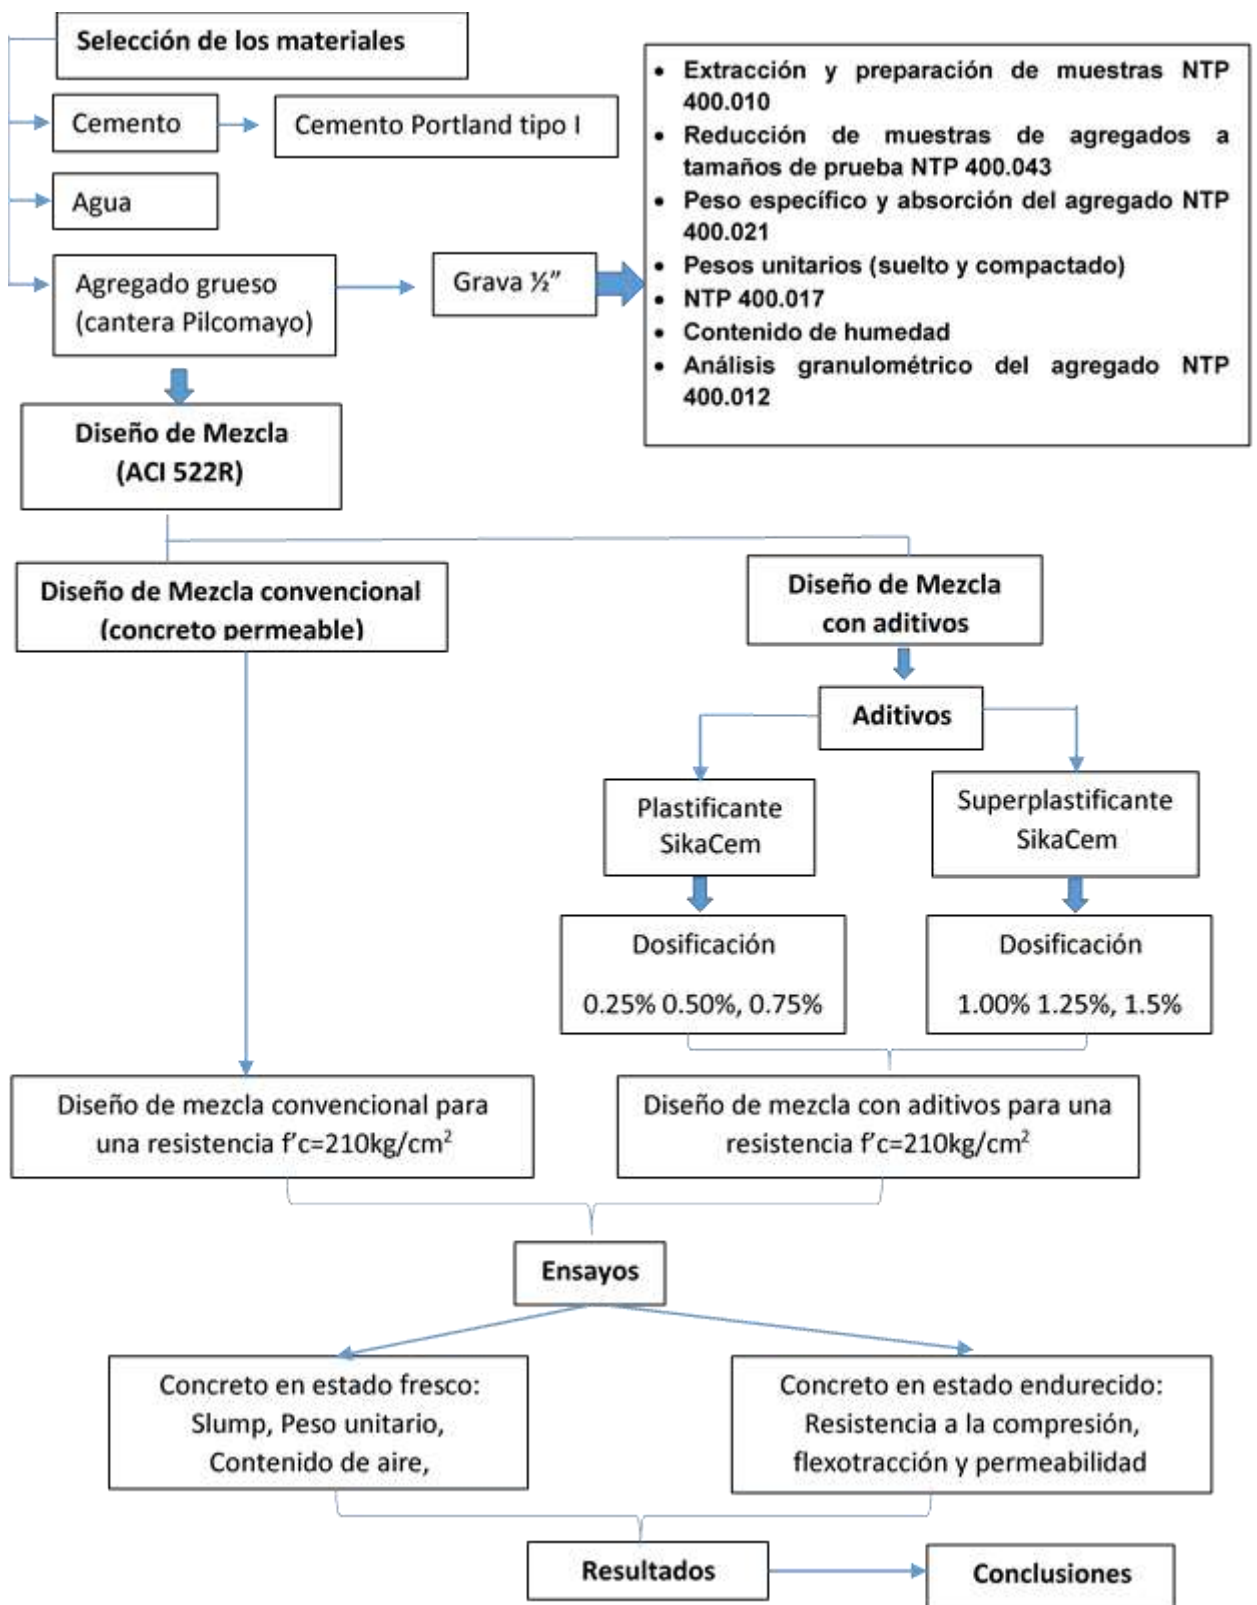 Selección de los materiales
Cemento
Cemento Portland tipo I
Agua
Agregado grueso
(cantera Pilcomayo)
Grava ½”
• Extracción y preparación de muestras NTP
400.010
• Reducción de muestras de agregados a
tamaños de prueba NTP 400.043
• Peso específico y absorción del agregado NTP
400.021
• Pesos unitarios (suelto y compactado)
• NTP 400.017
• Contenido de humedad
• Análisis granulométrico del agregado NTP
400.012
Diseño de Mezcla
(ACI 522R)
Diseño de Mezcla convencional
(concreto permeable)
Diseño de Mezcla
con aditivos
Aditivos
Plastificante
SikaCem
Superplastificante
SikaCem
Dosificación
0.25% 0.50%, 0.75%
Dosificación
1.00% 1.25%, 1.5%
Diseño de mezcla convencional para
una resistencia f’c=210kg/cm²
Diseño de mezcla con aditivos para una
resistencia f’c=210kg/cm²
Ensayos
Concreto en estado fresco:
Slump, Peso unitario,
Contenido de aire,
Concreto en estado endurecido:
Resistencia a la compresión,
flexotracción y permeabilidad
Resultados
Conclusiones